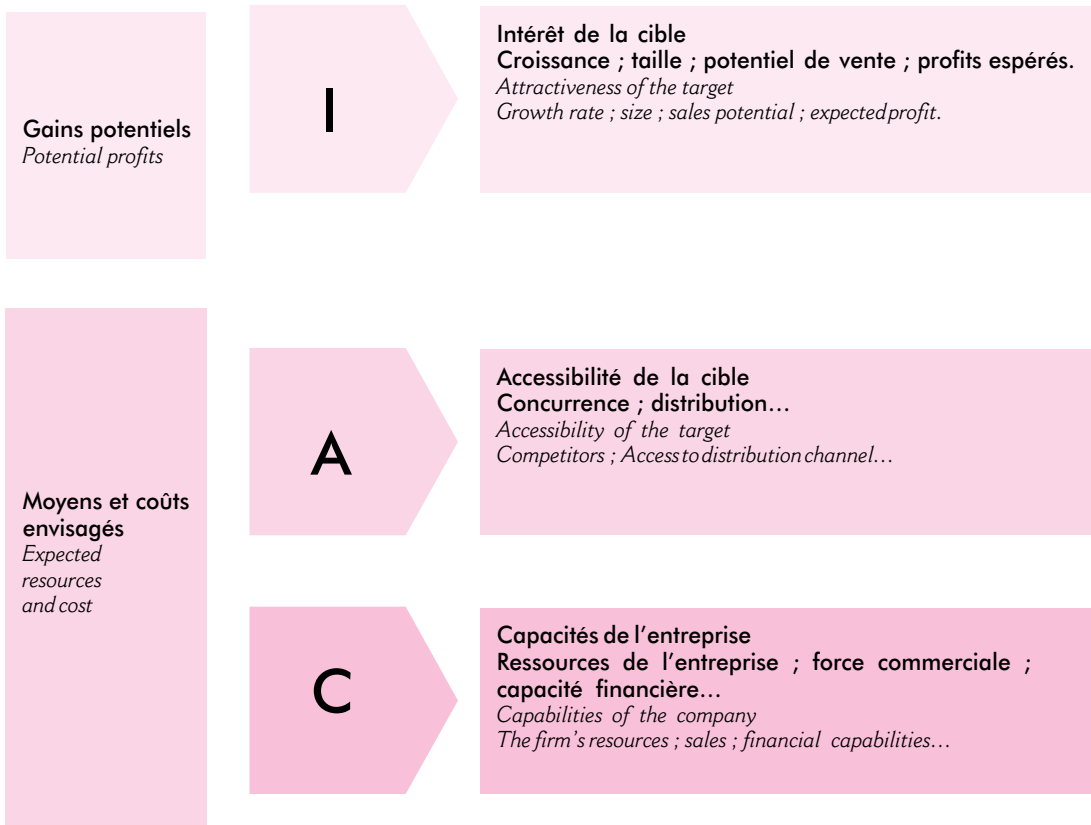 Gains potentiels
Potential profits
I
Intérêt de la cible
Croissance ; taille ; potentiel de vente ; profits espérés.
Attractiveness of the target
Growth rate ; size ; sales potential ; expected profit.
Moyens et coûts
envisagés
Expected
resources
and cost
A
Accessibilité de la cible
Concurrence ; distribution…
Accessibility of the target
Competitors ; Access to distribution channel…
C
Capacités de l'entreprise
Ressources de l'entreprise ; force commerciale ;
capacité financière…
Capabilities of the company
The firm's resources ; sales ; financial capabilities…